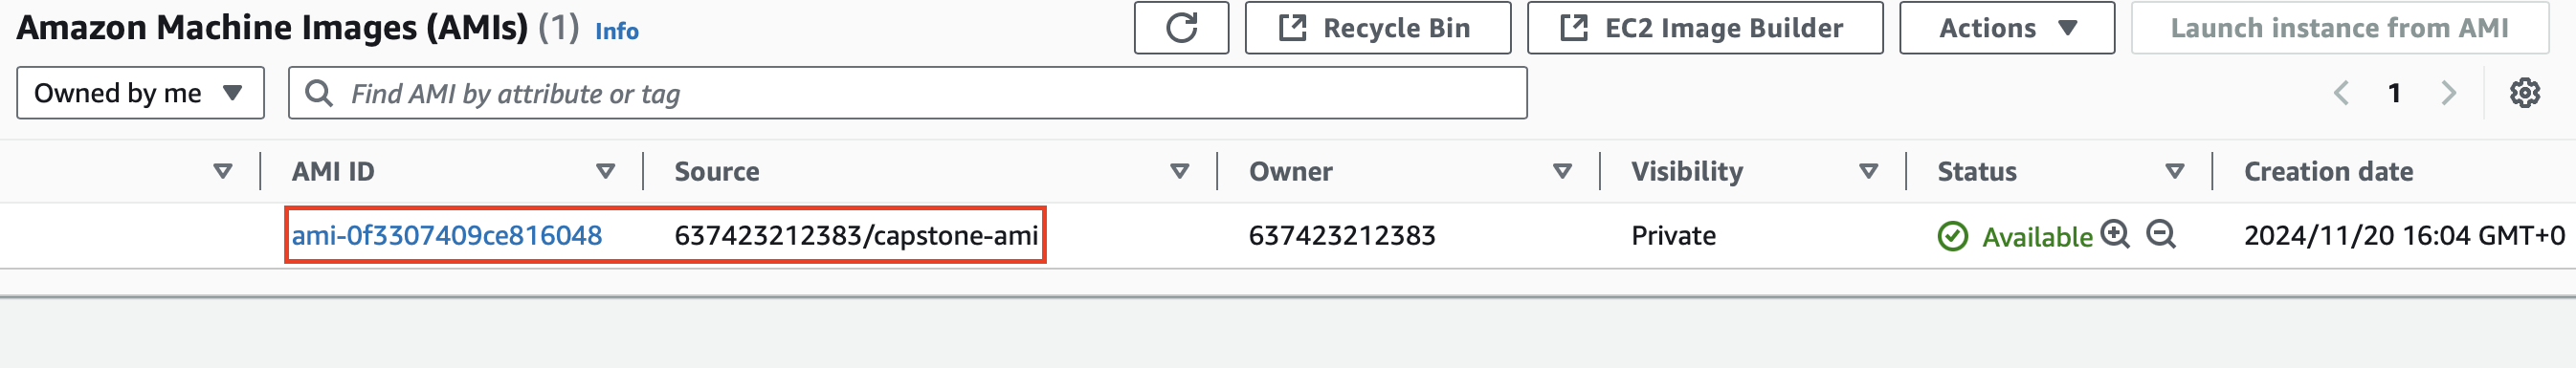 Amazon Machine Images (AMIs) (1) Info Recycle Bin EC2 Image Builder Actions Launch instance from AMI
Owned by me Find AMI by attribute or tag 1
AMI ID Source Owner Visibility Status Creation date
ami-0f3307409ce816048 637423212383/capstone-ami 637423212383 Private Available 2024/11/20 16:04 GMT+0